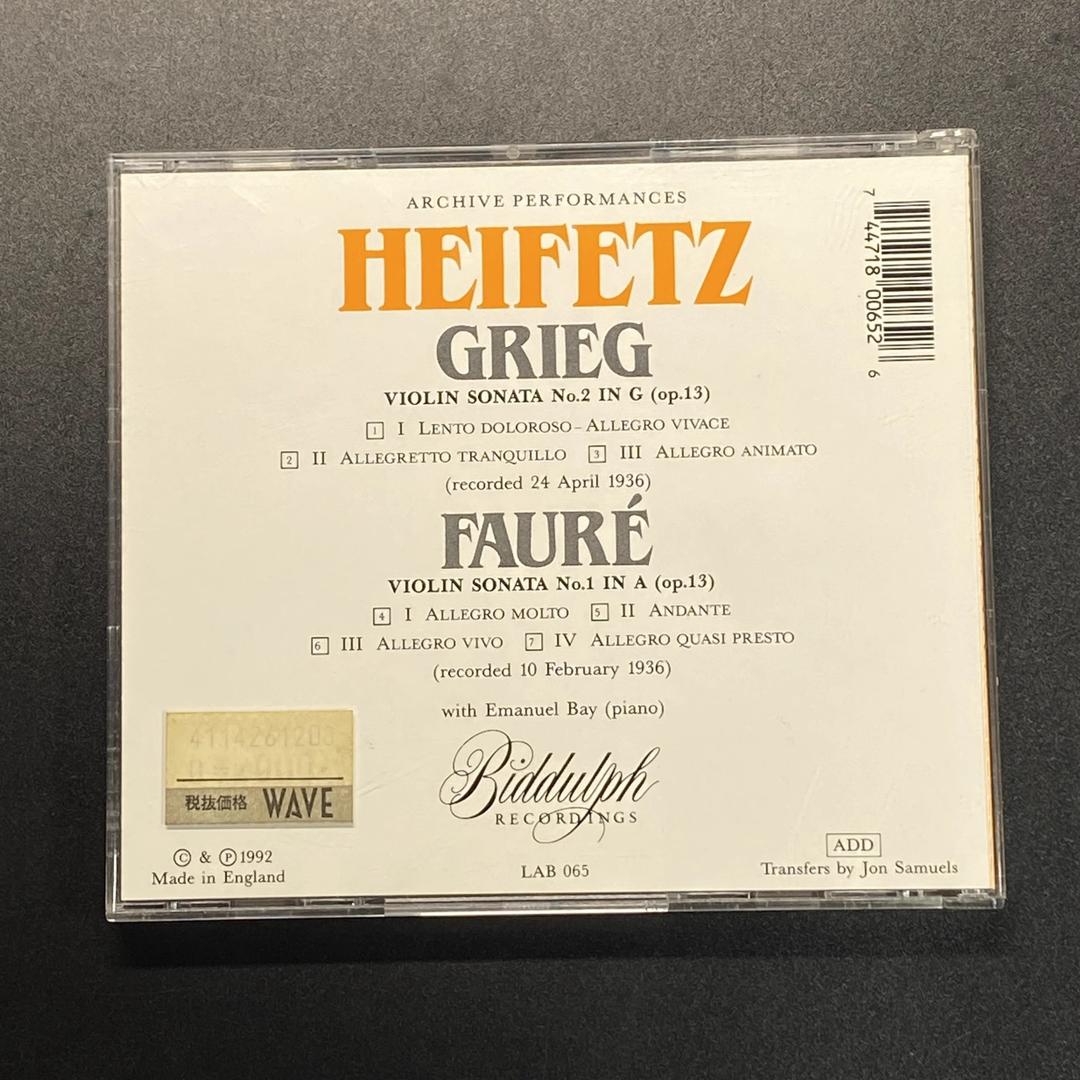 ARCHIVE PERFORMANCES
HEIFETZ
GRIEG
VIOLIN SONATA No.2 IN G (op.13)
1 I LENTO DOLOROSO – ALLEGRO VIVACE
2 II ALLEGRETTO TRANQUILLO 3 III ALLEGRO ANIMATO
(recorded 24 April 1936)
FAURÉ
VIOLIN SONATA No.1 IN A (op.13)
4 I ALLEGRO MOLTO 5 II ANDANTE
6 III ALLEGRO VIVO 7 IV ALLEGRO QUASI PRESTO
(recorded 10 February 1936)
with Emanuel Bay (piano)
Biddulph
RECORDINGS
税抜価格 WAVE
© & ℗1992
Made in England
LAB 065
ADD
Transfers by Jon Samuels
7 44718 00652 6